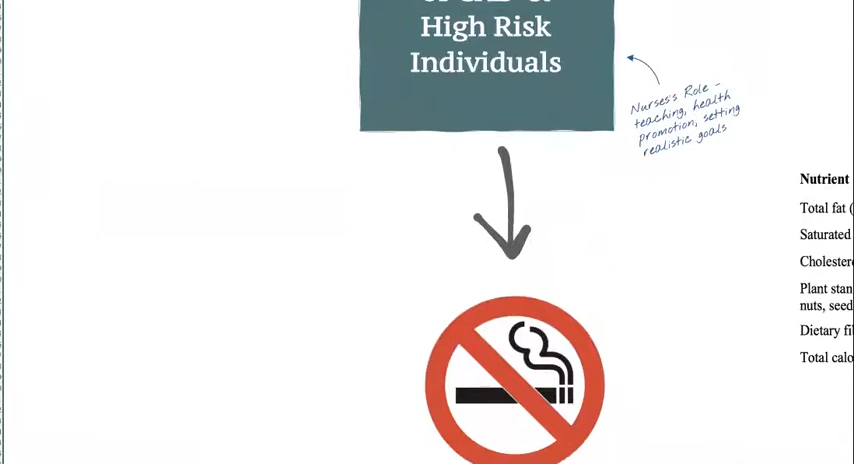 High Risk
Individuals
Nurses's Role -
teaching, health
promotion, setting
realistic goals
Nutrient
Total fat (
Saturated
Cholester
Plant stan
nuts, seed
Dietary fi
Total calo